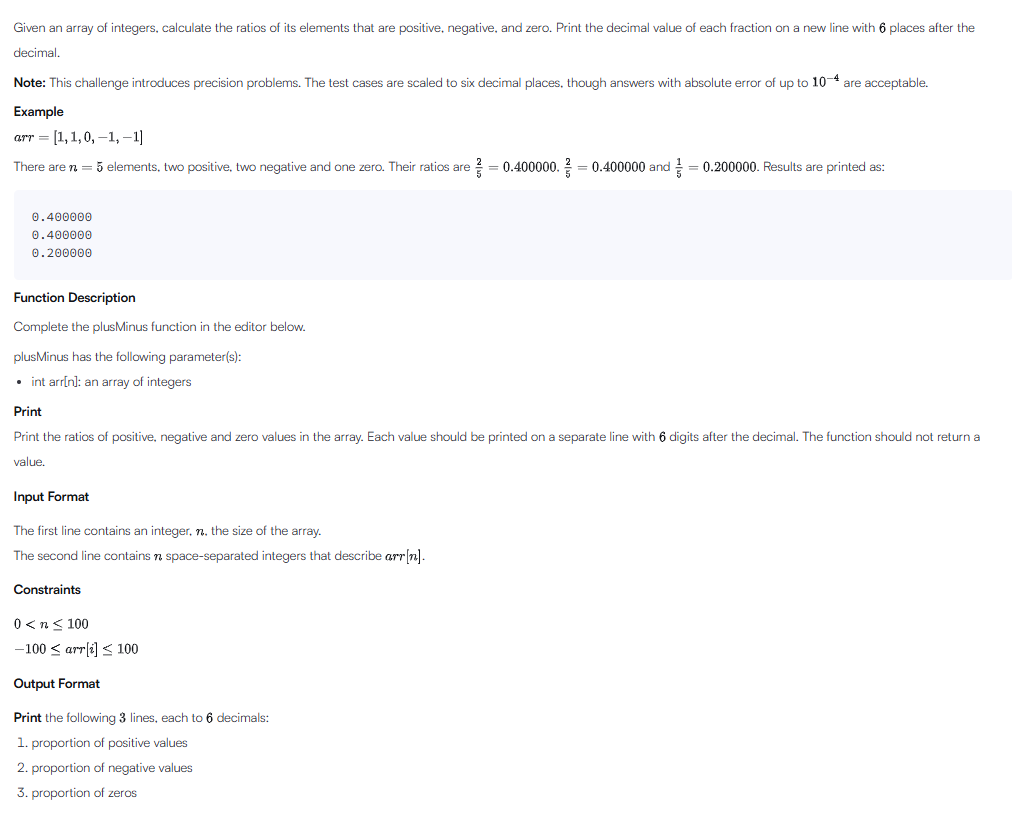 Given an array of integers, calculate the ratios of its elements that are positive, negative, and zero. Print the decimal value of each fraction on a new line with 6 places after the
decimal.
Note: This challenge introduces precision problems. The test cases are scaled to six decimal places, though answers with absolute error of up to 10⁻⁴ are acceptable.
Example
arr = [1, 1, 0, −1, −1]
There are n = 5 elements, two positive, two negative and one zero. Their ratios are 2/5 = 0.400000, 2/5 = 0.400000 and 1/5 = 0.200000. Results are printed as:
0.400000
0.400000
0.200000
Function Description
Complete the plusMinus function in the editor below.
plusMinus has the following parameter(s):
• int arr[n]: an array of integers
Print
Print the ratios of positive, negative and zero values in the array. Each value should be printed on a separate line with 6 digits after the decimal. The function should not return a
value.
Input Format
The first line contains an integer, n, the size of the array.
The second line contains n space-separated integers that describe arr[n].
Constraints
0 < n ≤ 100
−100 ≤ arr[i] ≤ 100
Output Format
Print the following 3 lines, each to 6 decimals:
1. proportion of positive values
2. proportion of negative values
3. proportion of zeros